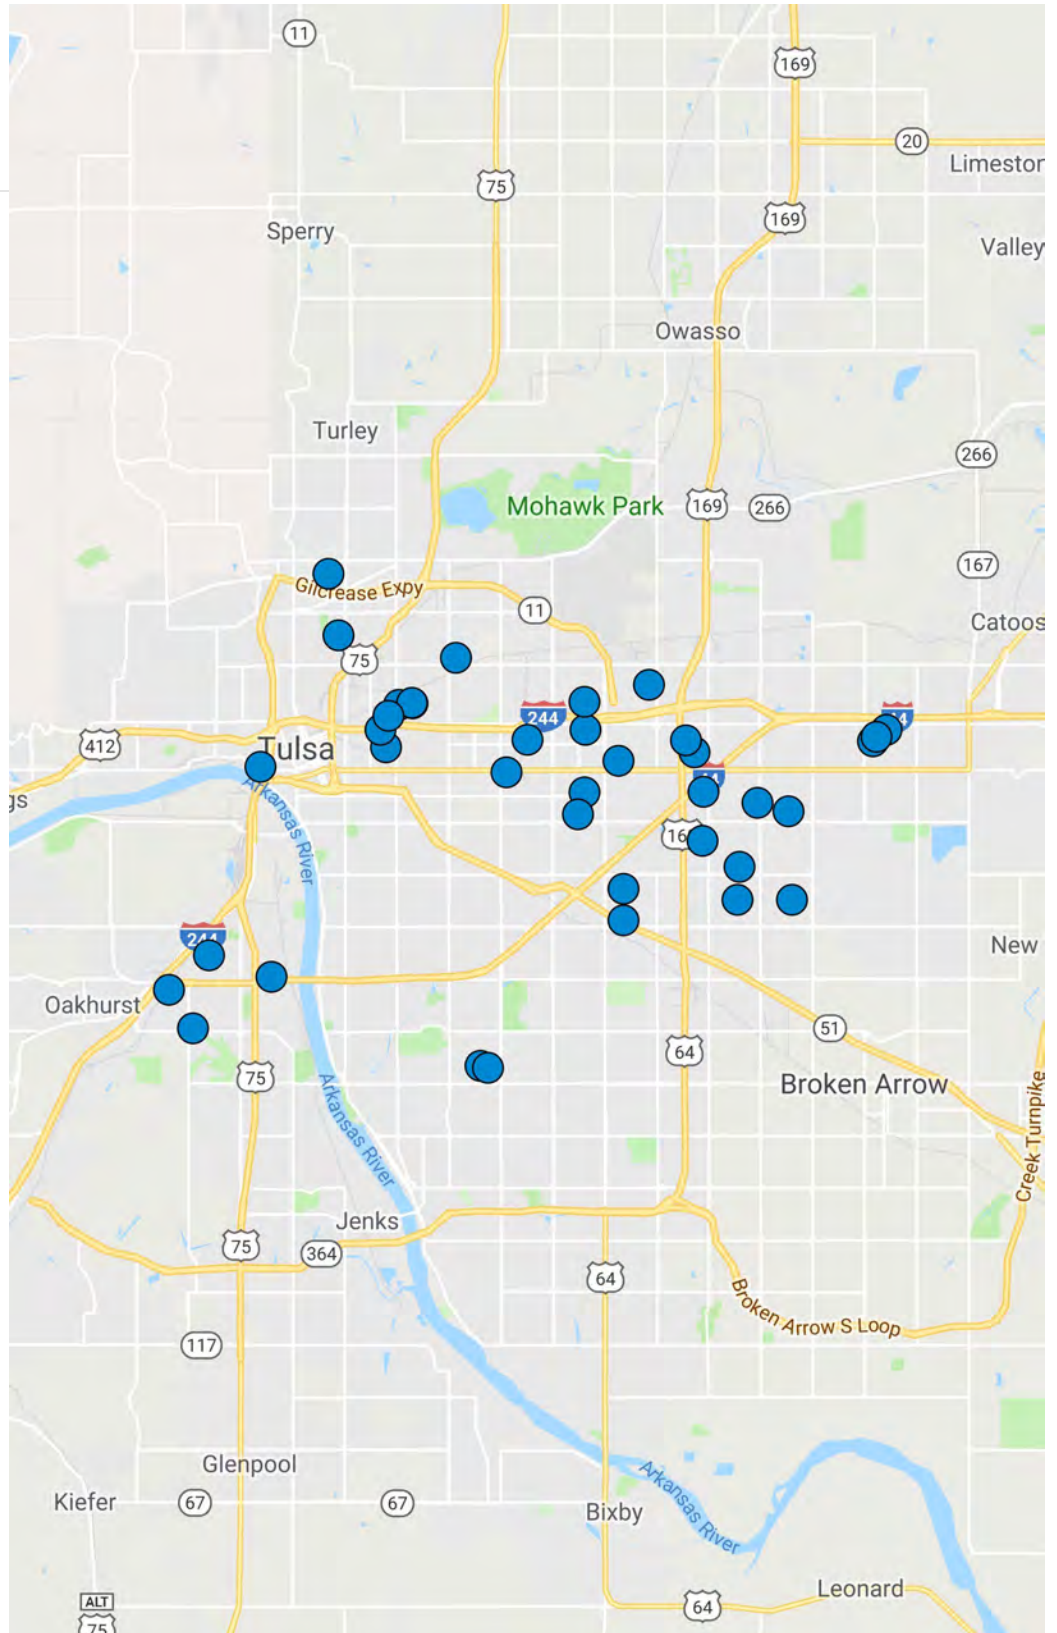 11
169
20
Limeston
75
169
Sperry
Valley
Owasso
Turley
266
Mohawk Park
169
266
167
Gilcrease Expy
11
Catoos
75
244
412
Tulsa
gs
Arkansas River
244
New
Oakhurst
51
64
75
Broken Arrow
Arkansas River
Creek Turnpike
Jenks
75
364
64
Broken Arrow S Loop
117
Glenpool
Kiefer
67
67
Bixby
Arkansas River
Leonard
ALT
75
64